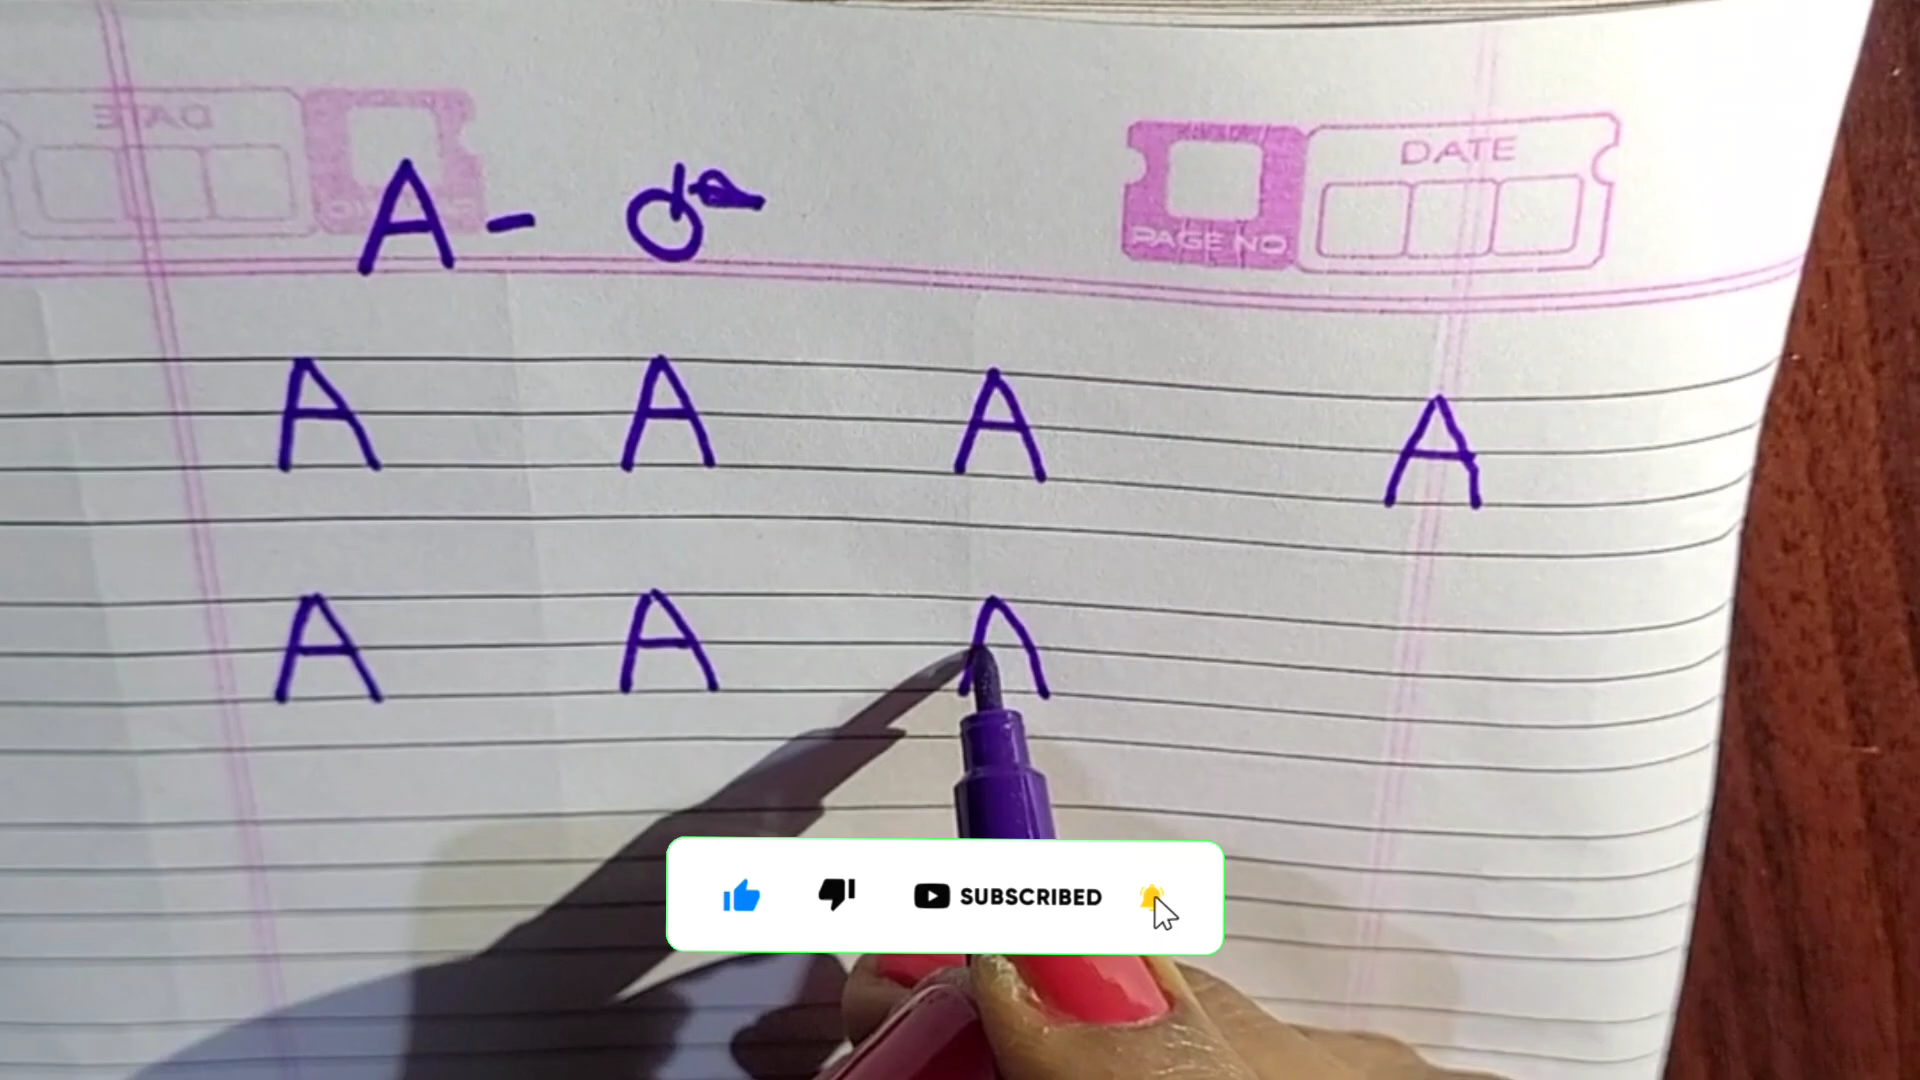 DATE
PAGE NO
A -
A A A A
A A
SUBSCRIBED